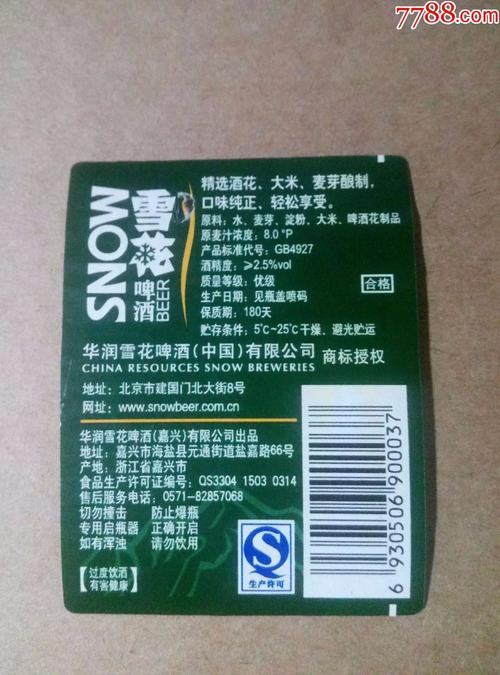 7788.com
SNOW
雪花
啤酒
BEER
精选酒花、大米、麦芽酿制，
口味纯正、轻松享受。
原料：水、麦芽、淀粉、大米、啤酒花制品
原麦汁浓度：8.0 °P
产品标准代号：GB4927
酒精度：≥2.5%vol
质量等级：优级
生产日期：见瓶盖喷码
保质期：180天
贮存条件：5℃~25℃干燥、避光贮运
合格
华润雪花啤酒(中国)有限公司 商标授权
CHINA RESOURCES SNOW BREWERIES
地址：北京市建国门北大街8号
网址：www.snowbeer.com.cn
华润雪花啤酒(嘉兴)有限公司出品
地址：嘉兴市海盐县元通街道盐嘉路66号
产地：浙江省嘉兴市
食品生产许可证编号：QS3304 1503 0314
售后服务电话：0571-82857068
切勿撞击 防止爆瓶
专用启瓶器 正确开启
如有浑浊 请勿饮用
【过度饮酒
有害健康】
生产许可
6 930506 900037